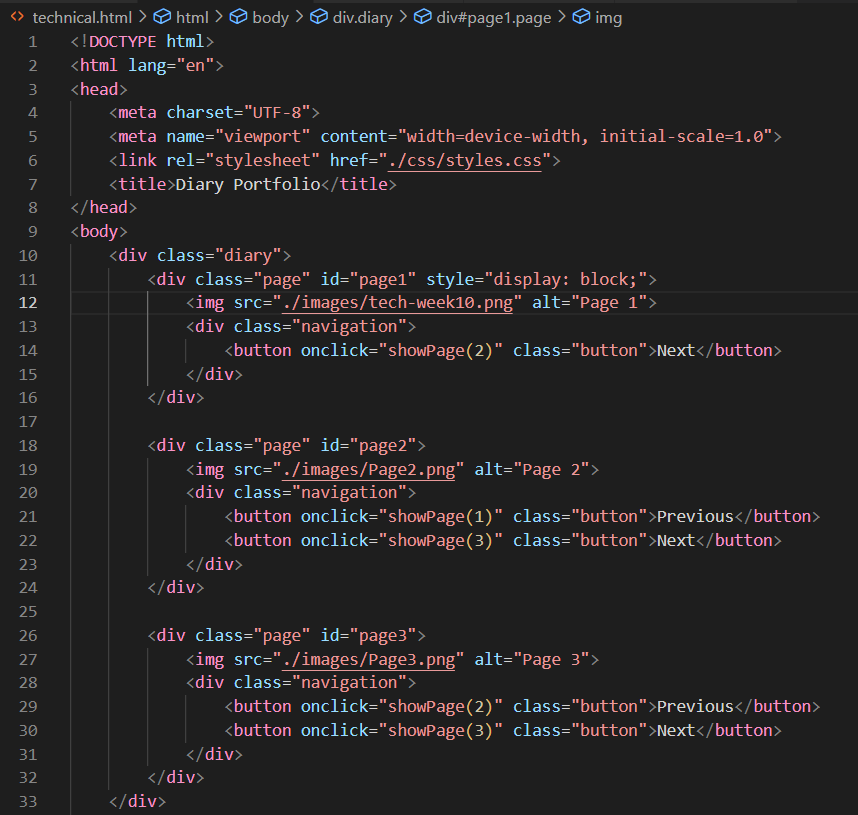 <> technical.html > html > body > div.diary > div#page1.page > img
1 <!DOCTYPE html>
2 <html lang="en">
3 <head>
4     <meta charset="UTF-8">
5     <meta name="viewport" content="width=device-width, initial-scale=1.0">
6     <link rel="stylesheet" href="./css/styles.css">
7     <title>Diary Portfolio</title>
8 </head>
9 <body>
10     <div class="diary">
11         <div class="page" id="page1" style="display: block;">
12             <img src="./images/tech-week10.png" alt="Page 1">
13             <div class="navigation">
14                 <button onclick="showPage(2)" class="button">Next</button>
15             </div>
16         </div>
17
18         <div class="page" id="page2">
19             <img src="./images/Page2.png" alt="Page 2">
20             <div class="navigation">
21                 <button onclick="showPage(1)" class="button">Previous</button>
22                 <button onclick="showPage(3)" class="button">Next</button>
23             </div>
24         </div>
25
26         <div class="page" id="page3">
27             <img src="./images/Page3.png" alt="Page 3">
28             <div class="navigation">
29                 <button onclick="showPage(2)" class="button">Previous</button>
30                 <button onclick="showPage(3)" class="button">Next</button>
31             </div>
32         </div>
33     </div>